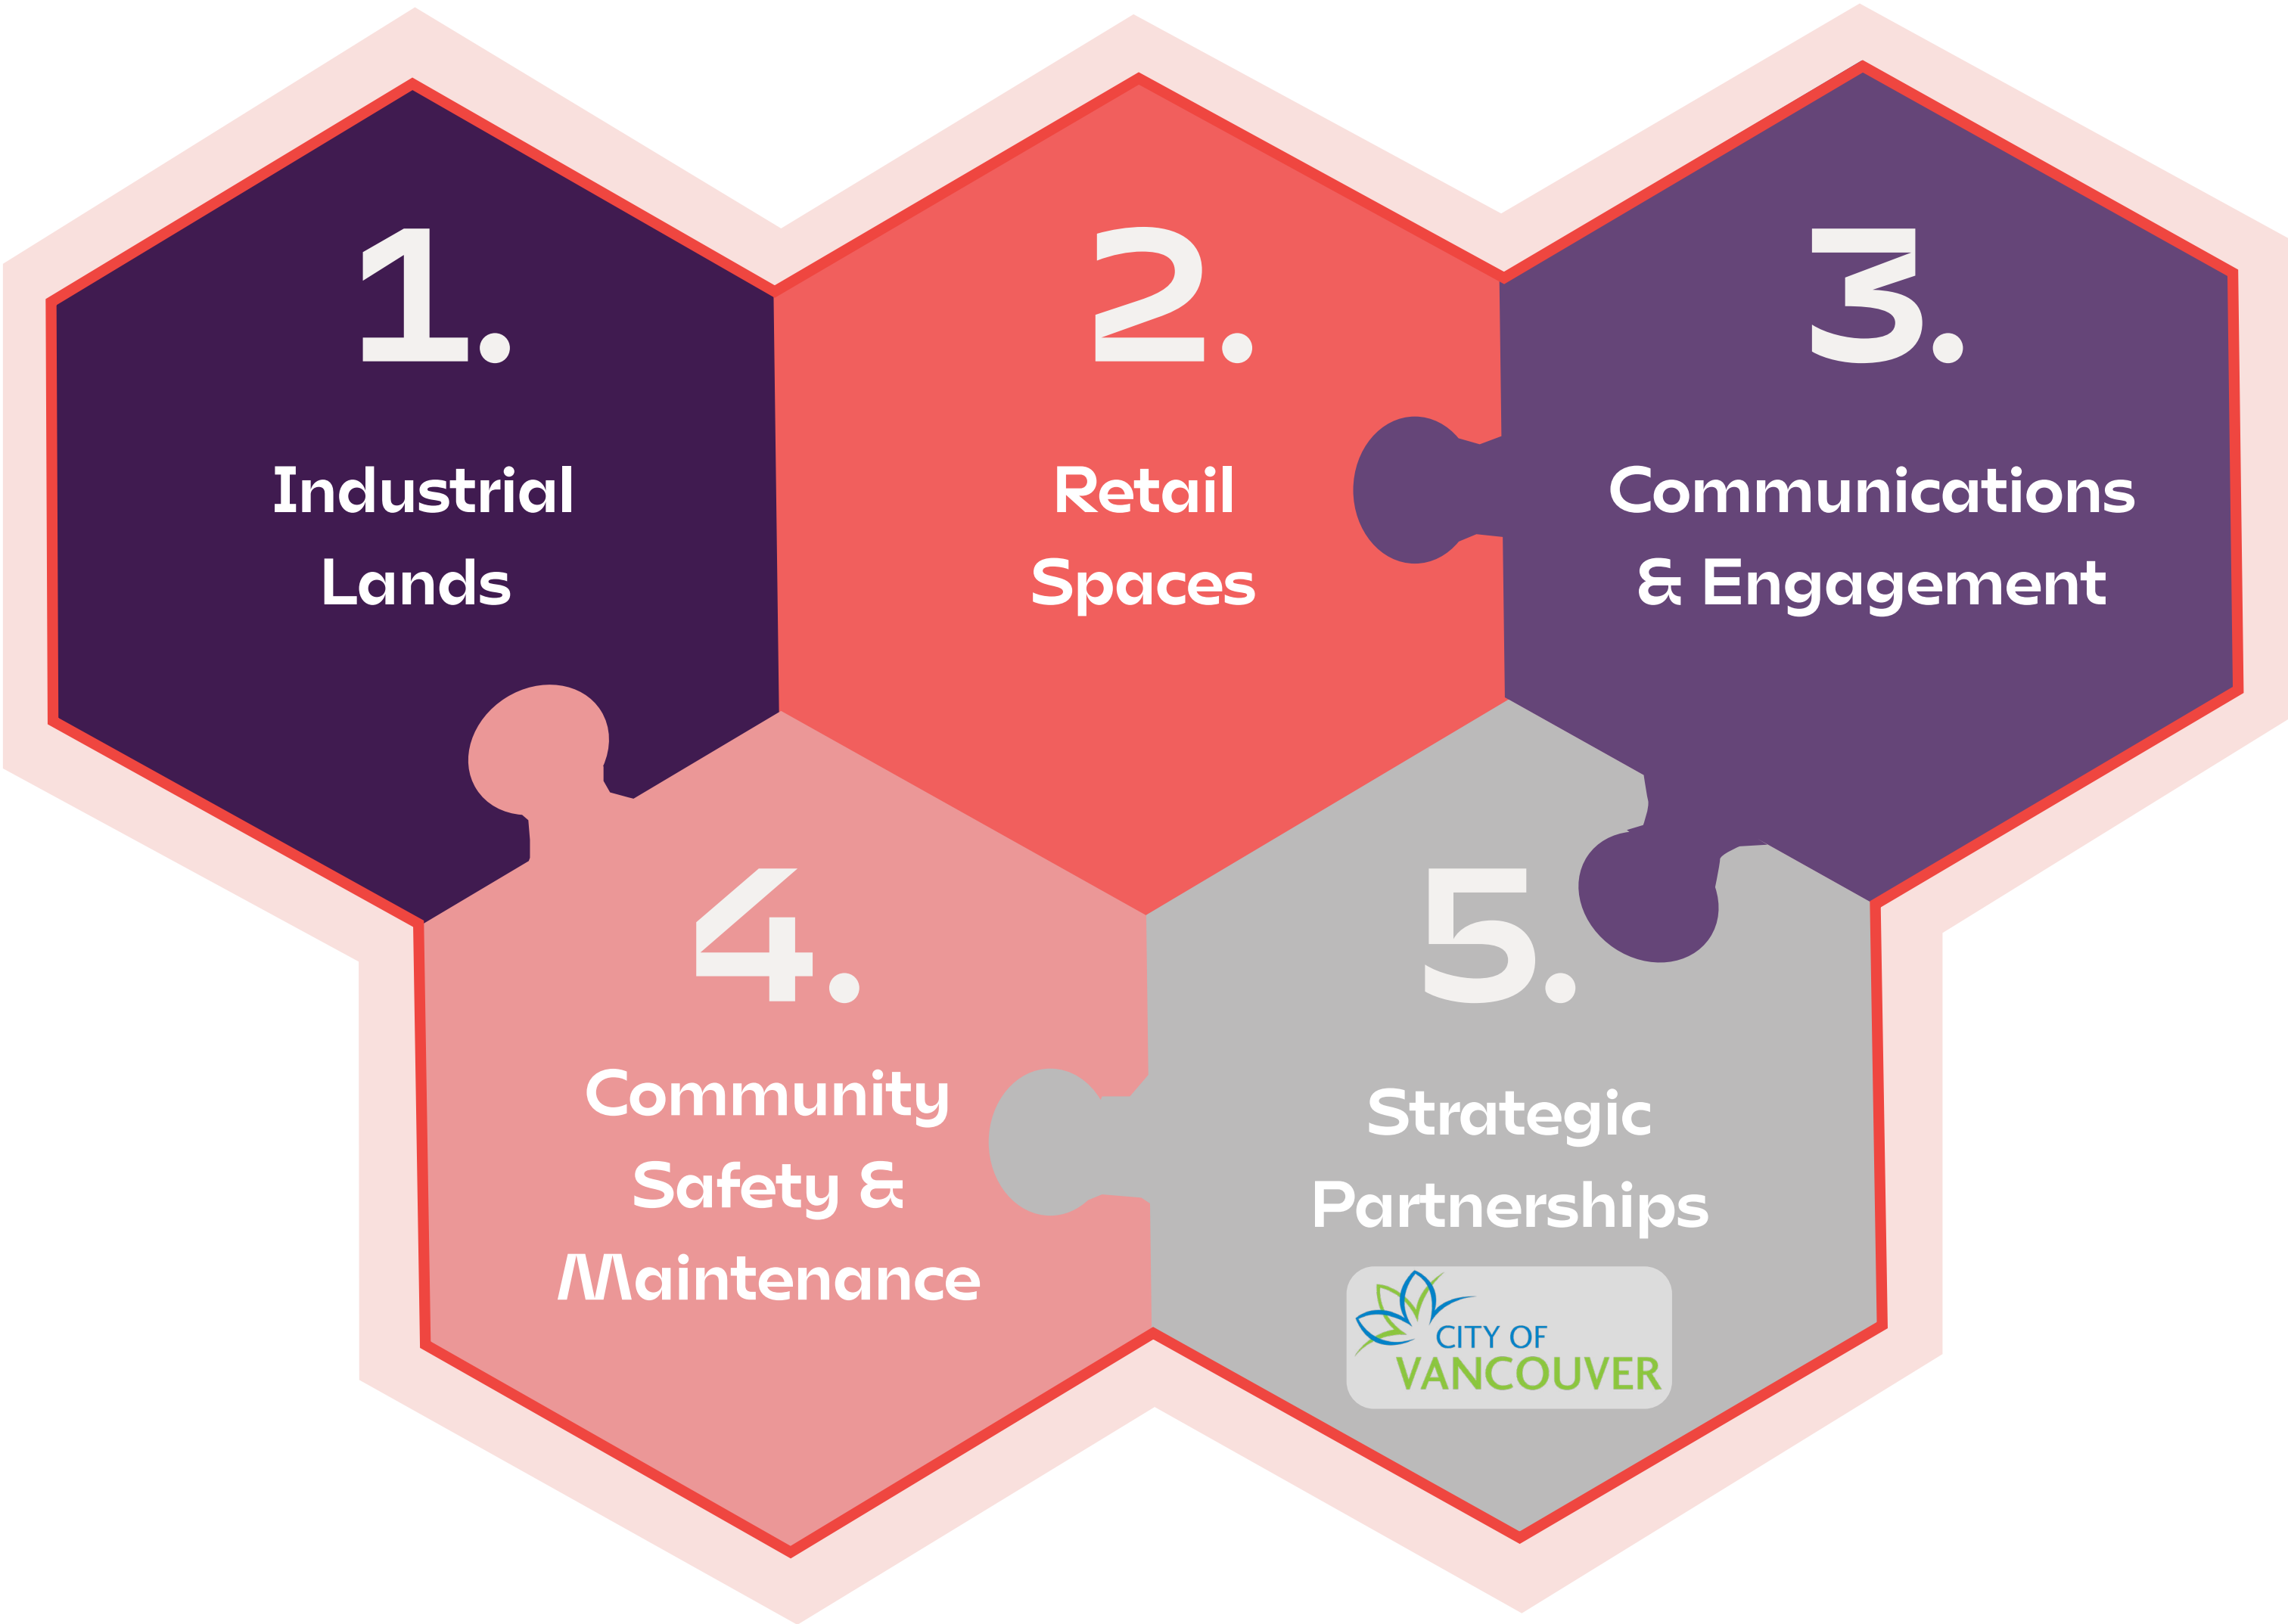 1.
Industrial
Lands
2.
Retail
Spaces
3.
Communications
& Engagement
4.
Community
Safety &
Maintenance
5.
Strategic
Partnerships
CITY OF
VANCOUVER